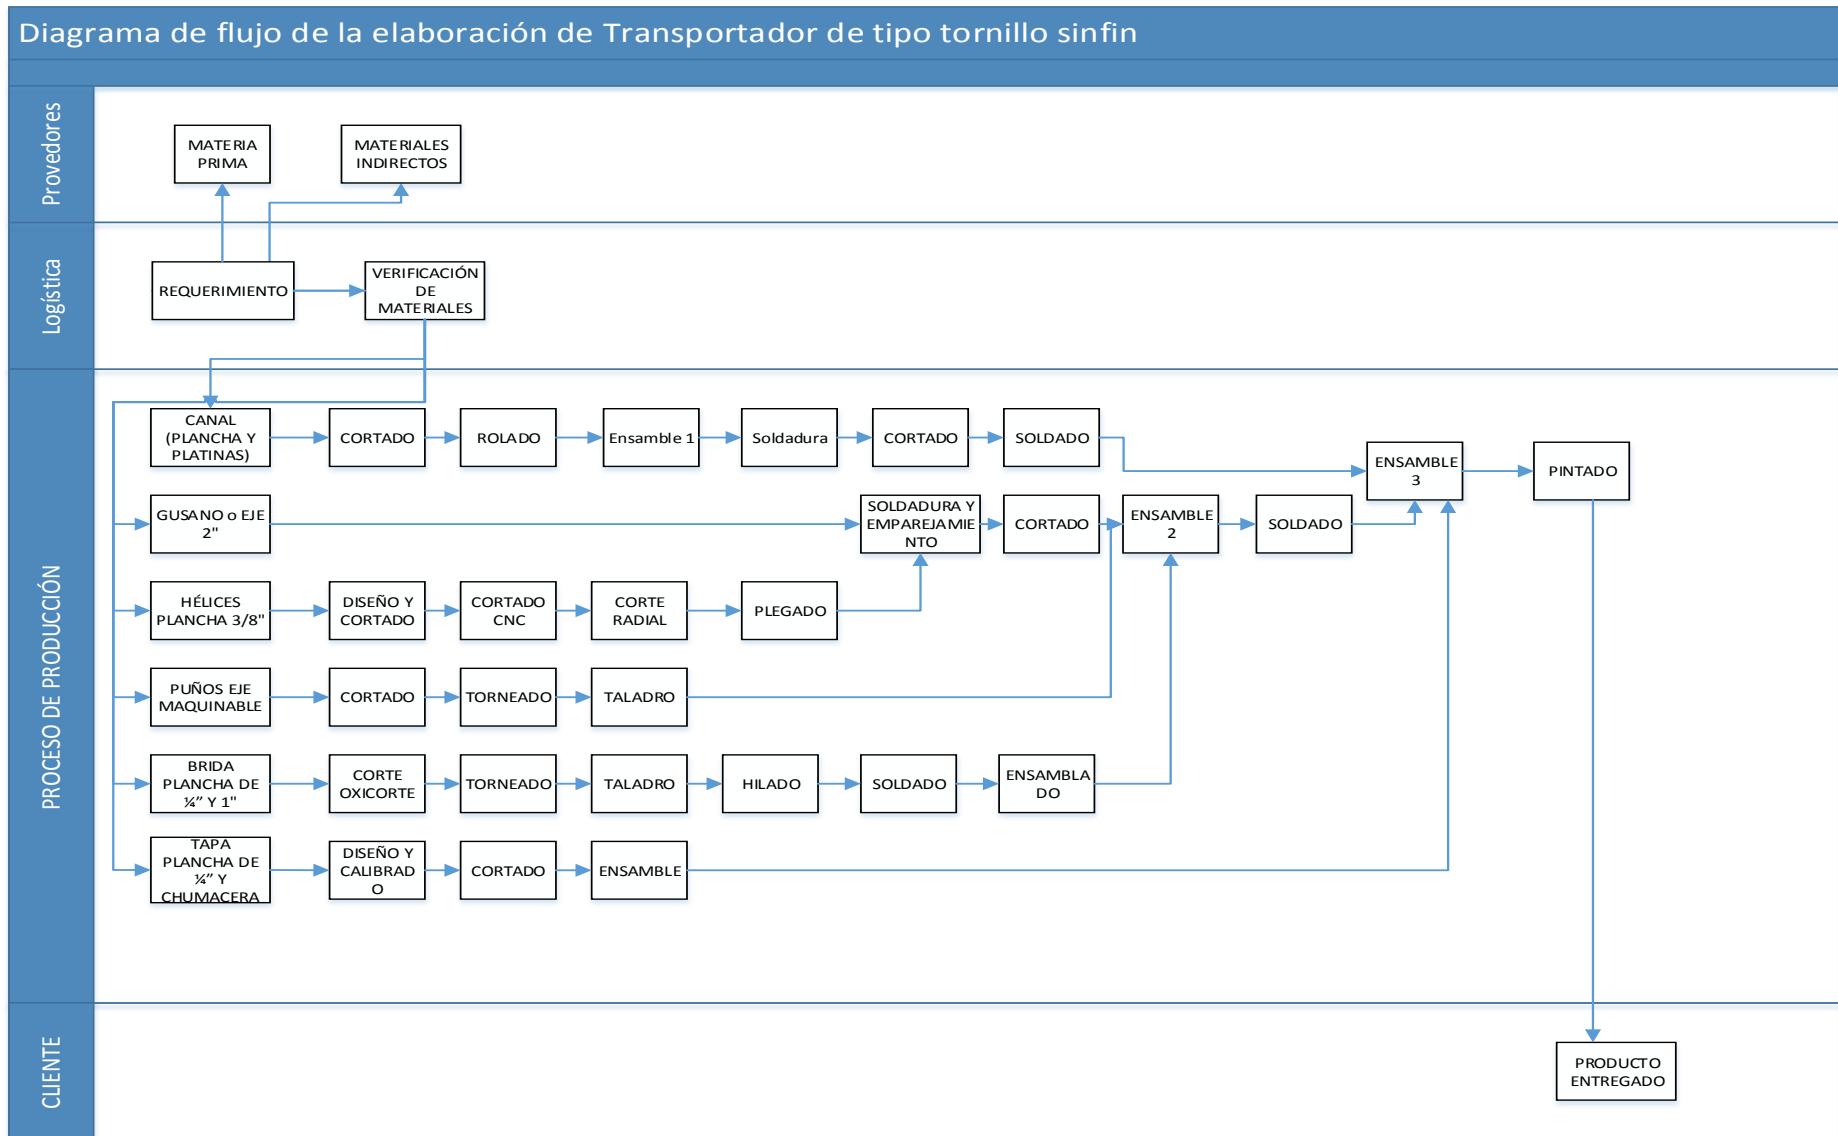 Diagrama de flujo de la elaboración de Transportador de tipo tornillo sinfin
Provedores
MATERIA
PRIMA
MATERIALES
INDIRECTOS
Logística
REQUERIMIENTO
VERIFICACIÓN
DE
MATERIALES
PROCESO DE PRODUCCIÓN
CANAL
(PLANCHA Y
PLATINAS)
CORTADO
ROLADO
Ensamble 1
Soldadura
CORTADO
SOLDADO
ENSAMBLE
3
PINTADO
GUSANO o EJE
2"
SOLDADURA Y
EMPAREJAMIE
NTO
CORTADO
ENSAMBLE
2
SOLDADO
HÉLICES
PLANCHA 3/8"
DISEÑO Y
CORTADO
CORTADO
CNC
CORTE
RADIAL
PLEGADO
PUÑOS EJE
MAQUINABLE
CORTADO
TORNEADO
TALADRO
BRIDA
PLANCHA DE
¼” Y 1"
CORTE
OXICORTE
TORNEADO
TALADRO
HILADO
SOLDADO
ENSAMBLA
DO
TAPA
PLANCHA DE
¼” Y
CHUMACERA
DISEÑO Y
CALIBRAD
O
CORTADO
ENSAMBLE
CLIENTE
PRODUCTO
ENTREGADO